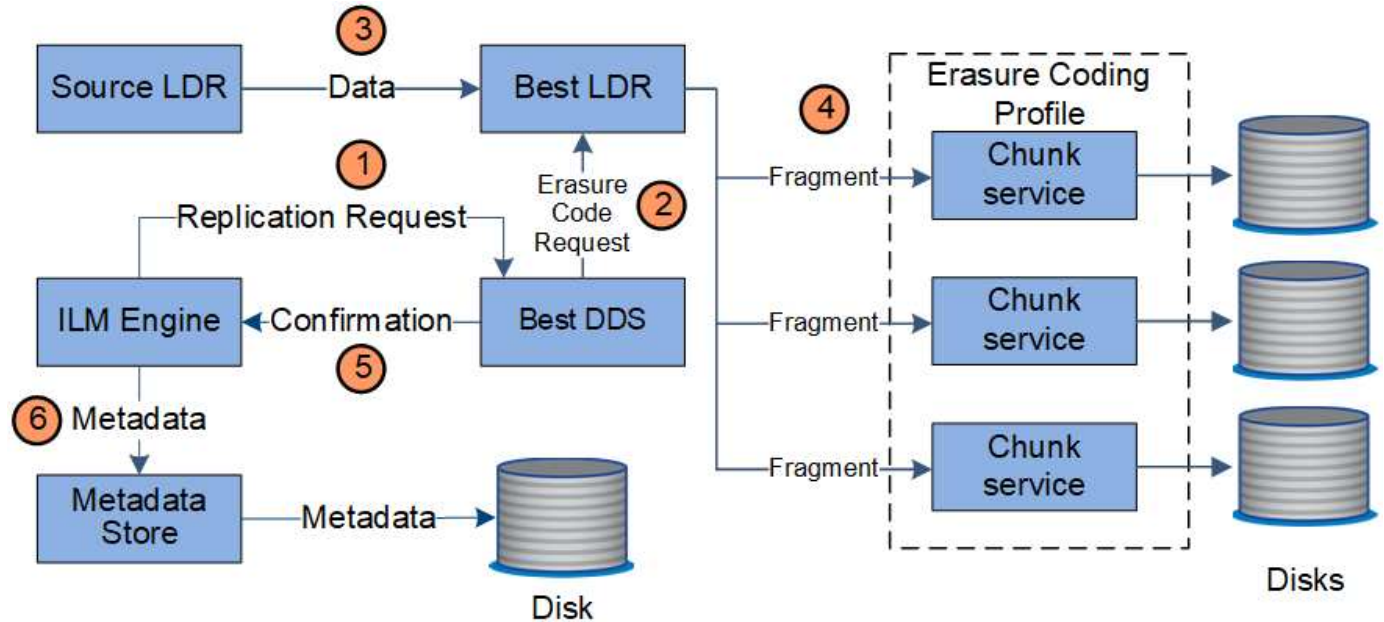 3
Source LDR
Data
Best LDR
1
Replication Request
Erasure
Code
Request
2
ILM Engine
Confirmation
Best DDS
5
6
Metadata
Metadata
Store
Metadata
Disk
4
Erasure Coding
Profile
Fragment
Chunk
service
Fragment
Chunk
service
Fragment
Chunk
service
Disks